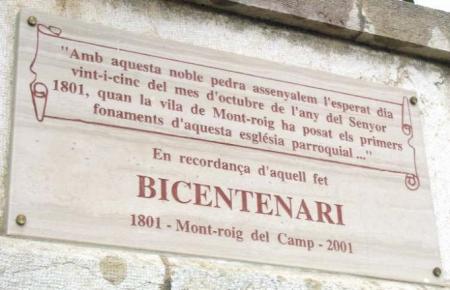 "Amb aquesta noble pedra assenyalem l'esperat dia
vint-i-cinc del mes d'octubre de l'any del Senyor
1801, quan la vila de Mont-roig ha posat els primers
fonaments d'aquesta església parroquial ..."
En recordança d'aquell fet
BICENTENARI
1801 - Mont-roig del Camp - 2001